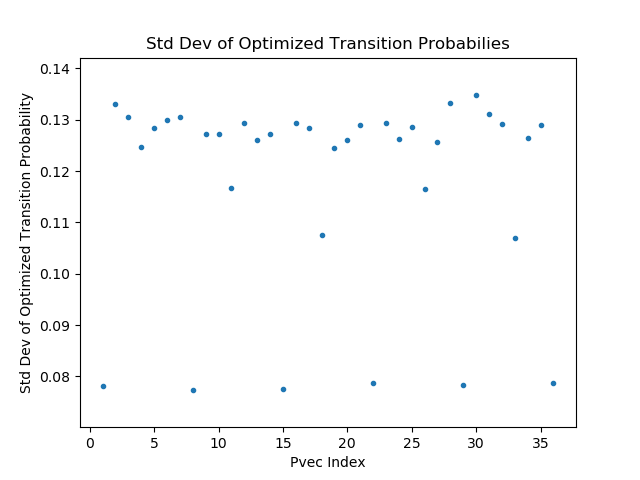 Std Dev of Optimized Transition Probabilies
Std Dev of Optimized Transition Probability
0.14
0.13
0.12
0.11
0.10
0.09
0.08
0 5 10 15 20 25 30 35
Pvec Index